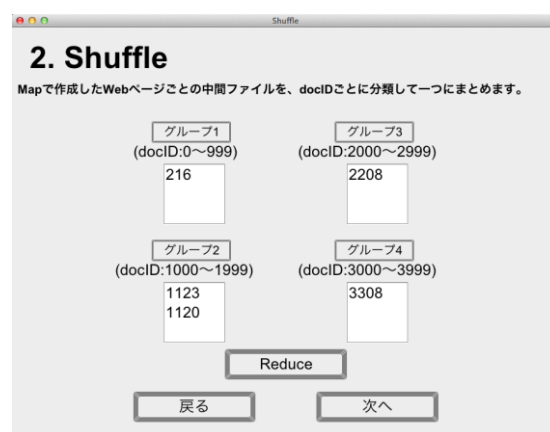 Shuffle
2. Shuffle
Mapで作成したWebページごとの中間ファイルを、docIDごとに分類して一つにまとめます。
グループ1
(docID:0〜999)
216
グループ3
(docID:2000〜2999)
2208
グループ2
(docID:1000〜1999)
1123
1120
グループ4
(docID:3000〜3999)
3308
Reduce
戻る
次へ